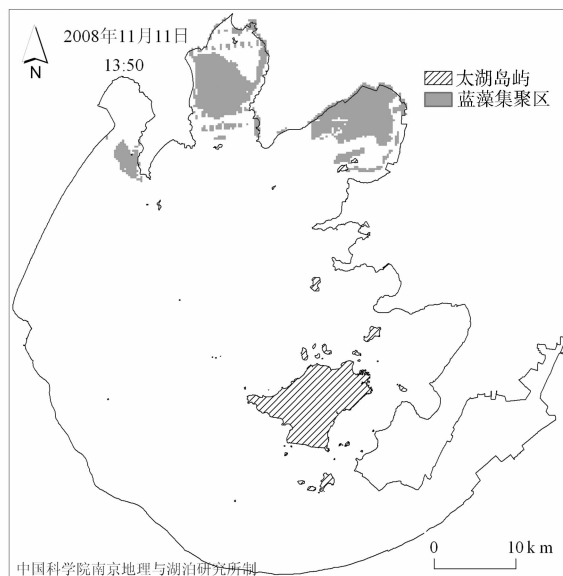 2008年11月11日
13:50
N
太湖岛屿
蓝藻集聚区
0 10 km
中国科学院南京地理与湖泊研究所制